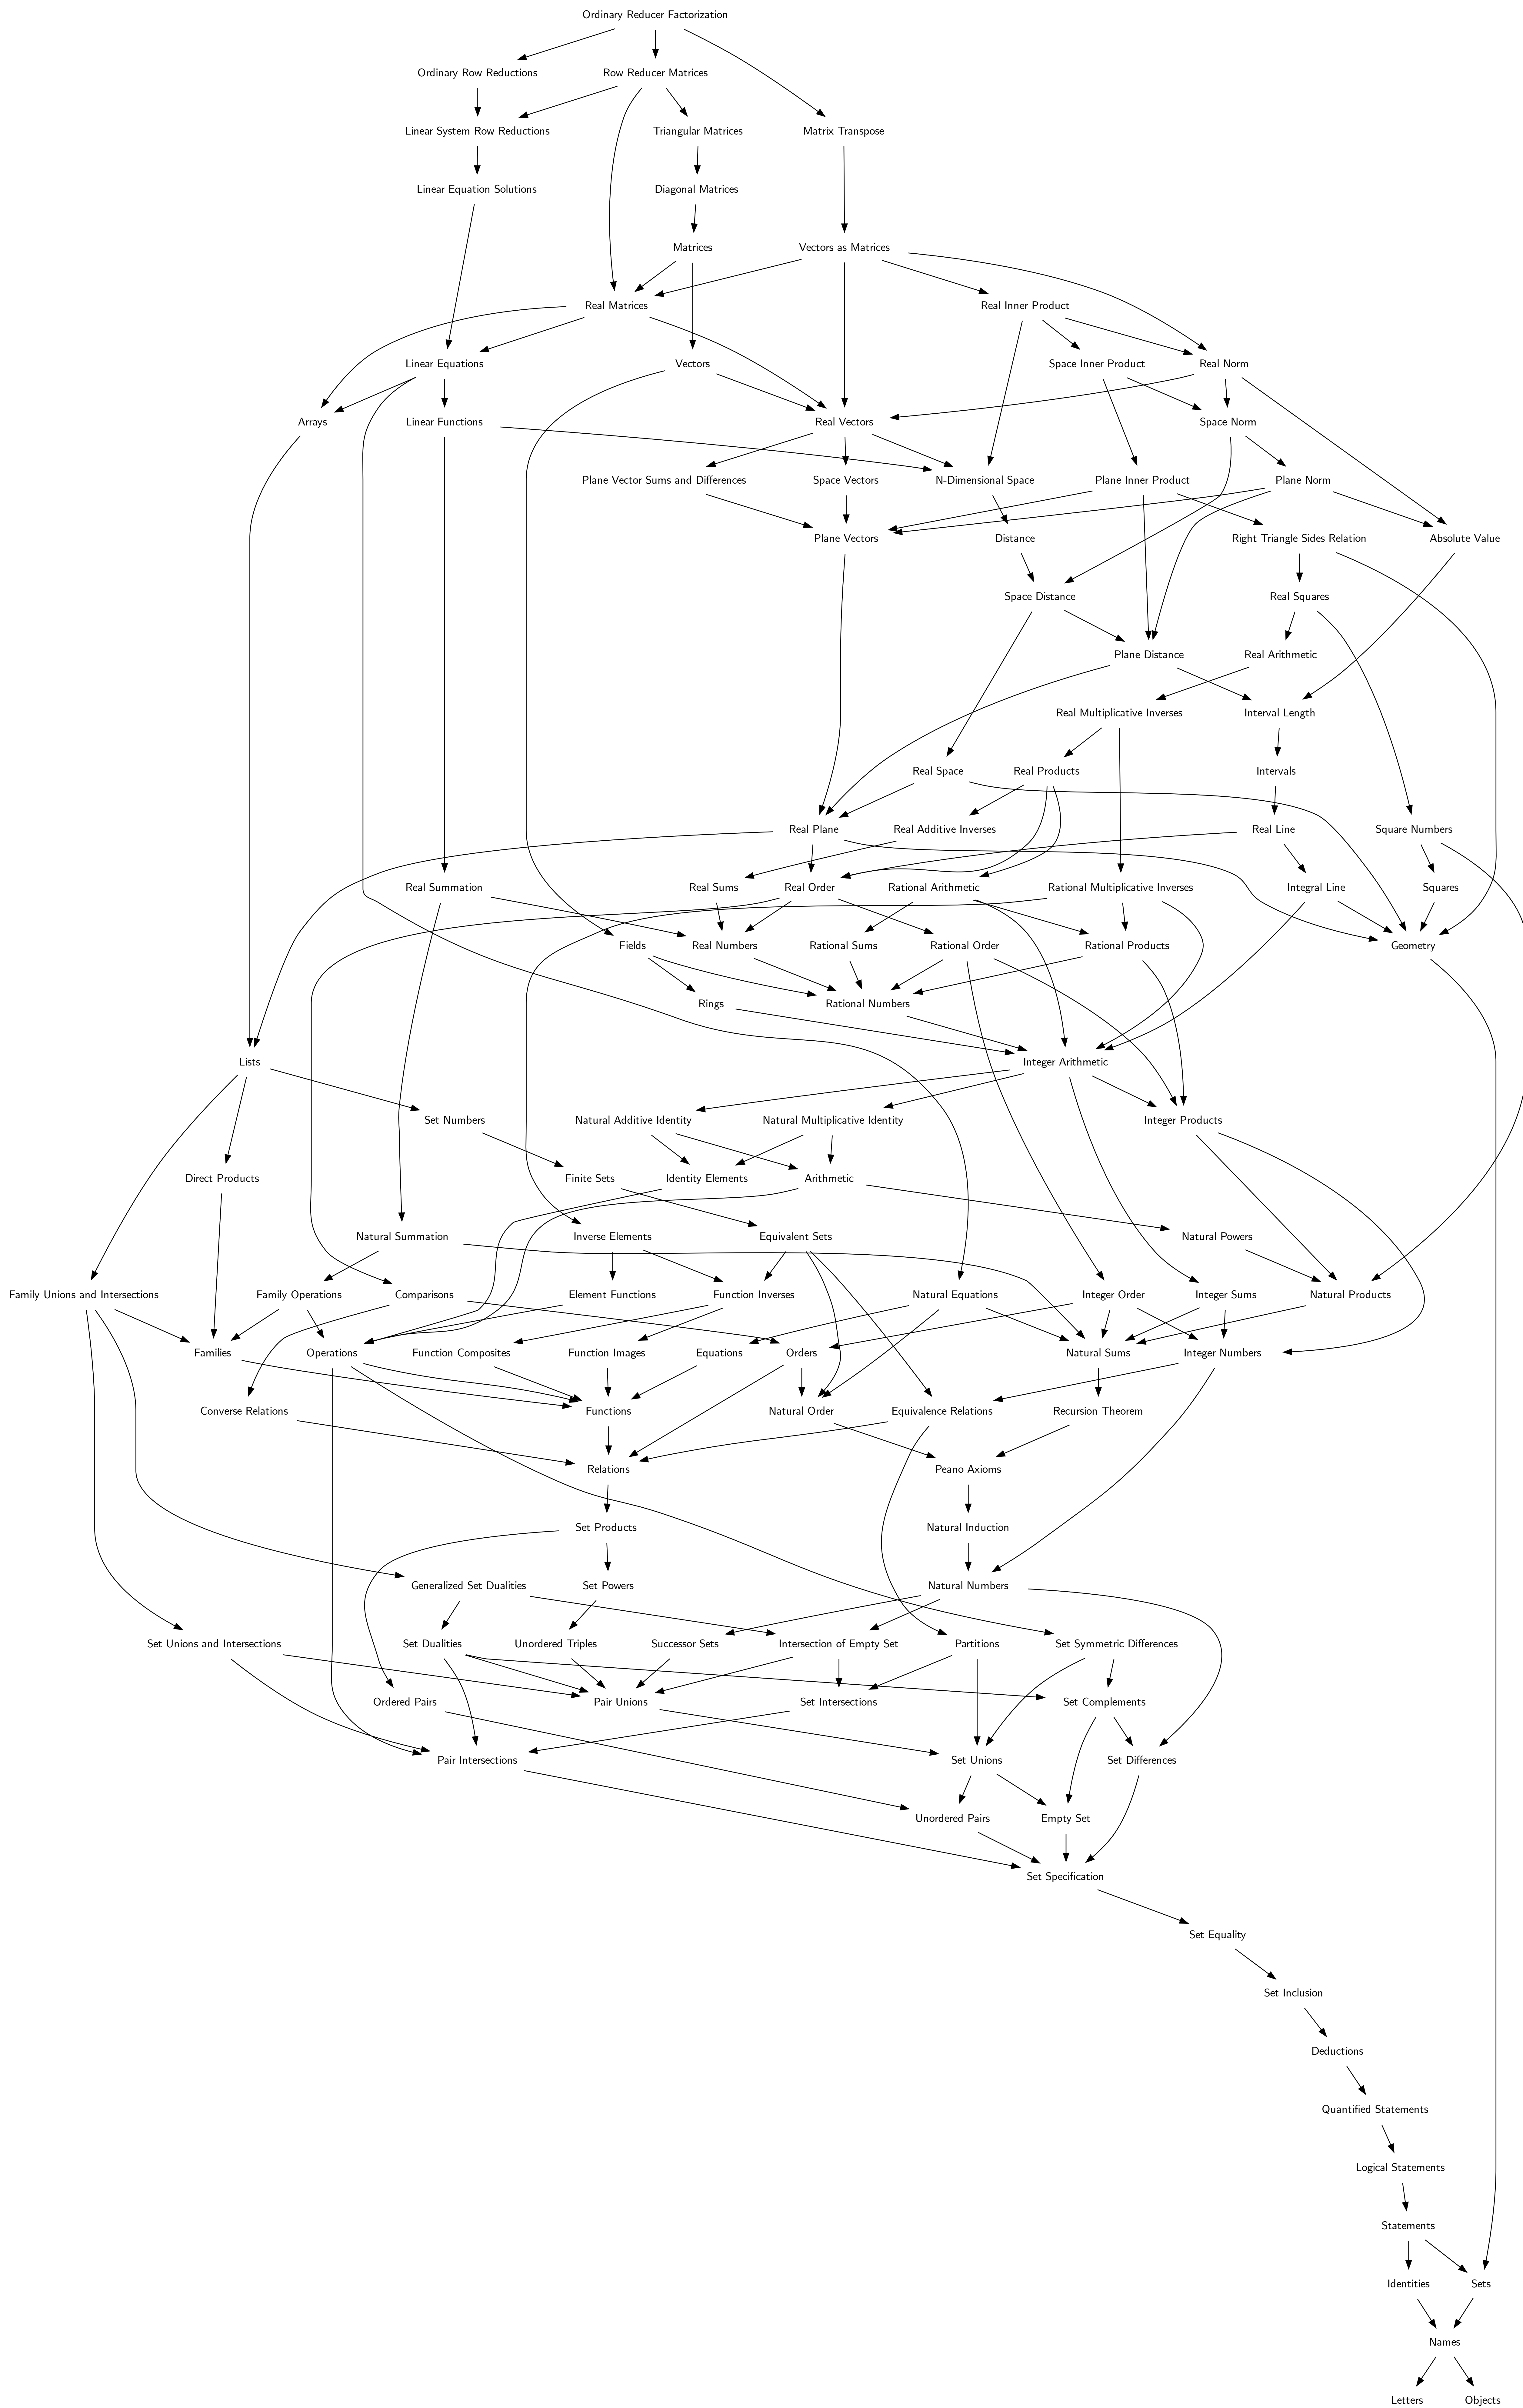 Ordinary Reducer Factorization
Ordinary Row Reductions
Row Reducer Matrices
Linear System Row Reductions
Triangular Matrices
Matrix Transpose
Linear Equation Solutions
Diagonal Matrices
Matrices
Vectors as Matrices
Real Matrices
Real Inner Product
Linear Equations
Vectors
Space Inner Product
Real Norm
Arrays
Linear Functions
Real Vectors
Space Norm
Plane Vector Sums and Differences
Space Vectors
N-Dimensional Space
Plane Inner Product
Plane Norm
Plane Vectors
Distance
Right Triangle Sides Relation
Absolute Value
Space Distance
Real Squares
Plane Distance
Real Arithmetic
Real Multiplicative Inverses
Interval Length
Real Space
Real Products
Intervals
Real Plane
Real Additive Inverses
Real Line
Square Numbers
Real Summation
Real Sums
Real Order
Rational Arithmetic
Rational Multiplicative Inverses
Integral Line
Squares
Fields
Real Numbers
Rational Sums
Rational Order
Rational Products
Geometry
Rings
Rational Numbers
Lists
Integer Arithmetic
Set Numbers
Natural Additive Identity
Natural Multiplicative Identity
Integer Products
Direct Products
Finite Sets
Identity Elements
Arithmetic
Natural Summation
Inverse Elements
Equivalent Sets
Natural Powers
Family Unions and Intersections
Family Operations
Comparisons
Element Functions
Function Inverses
Natural Equations
Integer Order
Integer Sums
Natural Products
Families
Operations
Function Composites
Function Images
Equations
Orders
Natural Sums
Integer Numbers
Converse Relations
Functions
Natural Order
Equivalence Relations
Recursion Theorem
Relations
Peano Axioms
Set Products
Natural Induction
Generalized Set Dualities
Set Powers
Natural Numbers
Set Unions and Intersections
Set Dualities
Unordered Triples
Successor Sets
Intersection of Empty Set
Partitions
Set Symmetric Differences
Ordered Pairs
Pair Unions
Set Intersections
Set Complements
Pair Intersections
Set Unions
Set Differences
Unordered Pairs
Empty Set
Set Specification
Set Equality
Set Inclusion
Deductions
Quantified Statements
Logical Statements
Statements
Identities
Sets
Names
Letters
Objects